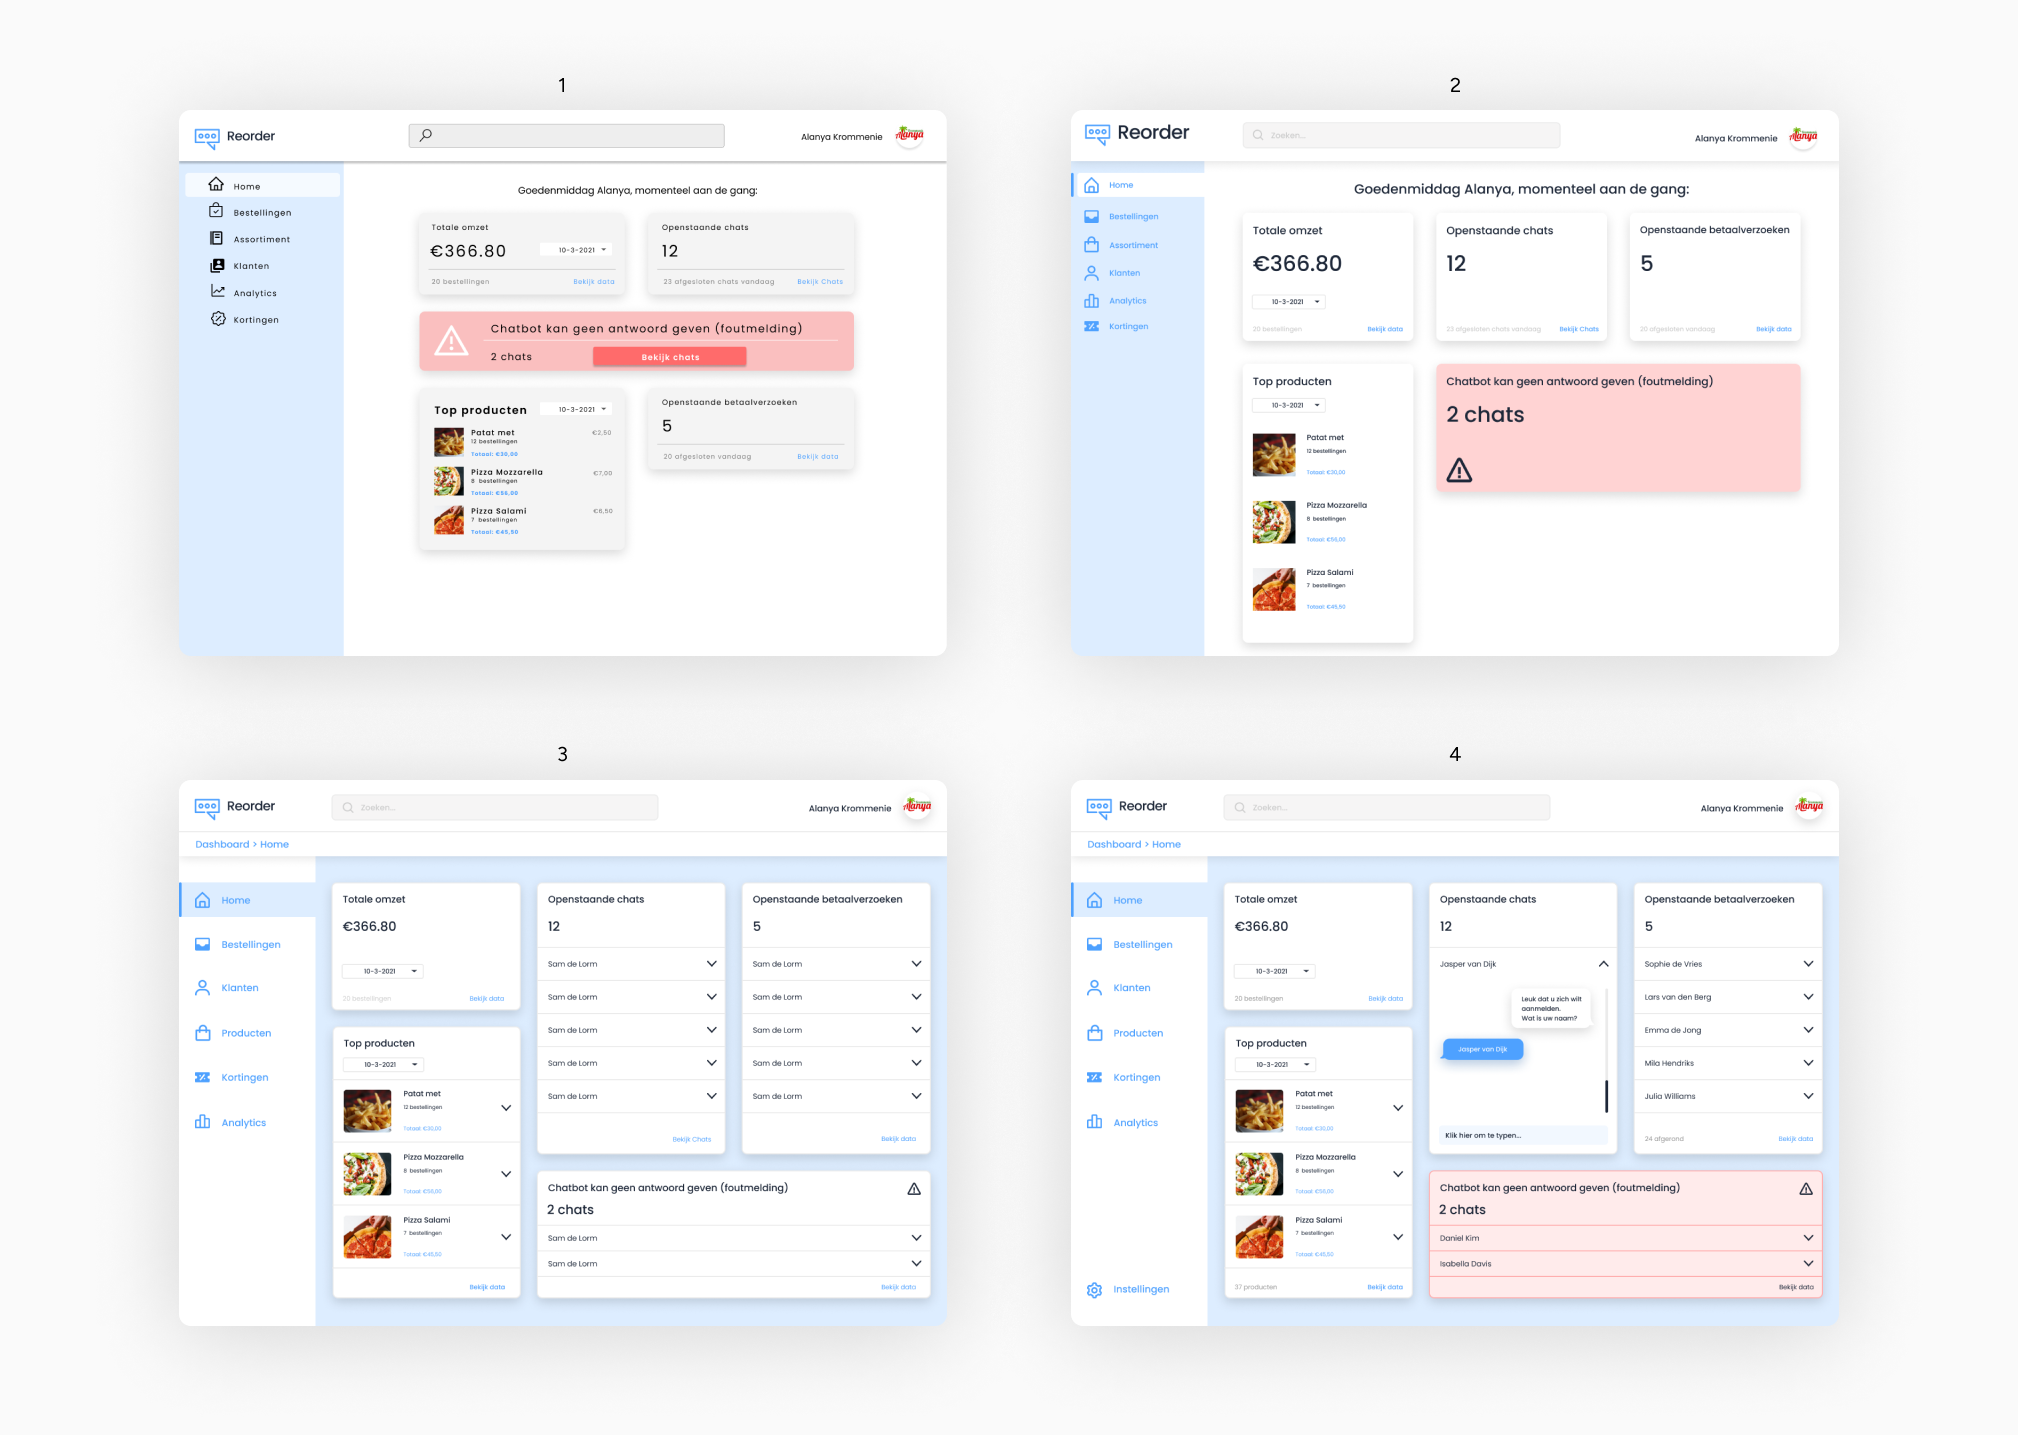 1
Reorder
Alanya Krommenie
Alanya
Home
Bestellingen
Assortiment
Klanten
Analytics
Kortingen
Goedenmiddag Alanya, momenteel aan de gang:
Totale omzet
€366.80
10-3-2021
20 bestellingen
Bekijk data
Openstaande chats
12
23 afgesloten chats vandaag
Bekijk Chats
Chatbot kan geen antwoord geven (foutmelding)
2 chats
Bekijk chats
Top producten
10-3-2021
Patat met
€2,50
12 bestellingen
Totaal: €30,00
Pizza Mozzarella
€7,00
8 bestellingen
Totaal: €56,00
Pizza Salami
€6,50
7 bestellingen
Totaal: €45,50
Openstaande betaalverzoeken
5
20 afgesloten vandaag
Bekijk data
2
Reorder
Zoeken...
Alanya Krommenie
Alanya
Home
Bestellingen
Assortiment
Klanten
Analytics
Kortingen
Goedenmiddag Alanya, momenteel aan de gang:
Totale omzet
€366.80
10-3-2021
20 bestellingen
Bekijk data
Openstaande chats
12
23 afgesloten chats vandaag
Bekijk Chats
Openstaande betaalverzoeken
5
20 afgesloten vandaag
Bekijk data
Top producten
10-3-2021
Patat met
12 bestellingen
Totaal: €30,00
Pizza Mozzarella
8 bestellingen
Totaal: €56,00
Pizza Salami
7 bestellingen
Totaal: €45,50
Chatbot kan geen antwoord geven (foutmelding)
2 chats
3
Reorder
Zoeken...
Alanya Krommenie
Alanya
Dashboard > Home
Home
Bestellingen
Klanten
Producten
Kortingen
Analytics
Totale omzet
€366.80
10-3-2021
20 bestellingen
Bekijk data
Top producten
10-3-2021
Patat met
12 bestellingen
Totaal: €30,00
Pizza Mozzarella
8 bestellingen
Totaal: €56,00
Pizza Salami
7 bestellingen
Totaal: €45,50
Bekijk data
Openstaande chats
12
Sam de Lorm
Sam de Lorm
Sam de Lorm
Sam de Lorm
Sam de Lorm
Bekijk Chats
Openstaande betaalverzoeken
5
Sam de Lorm
Sam de Lorm
Sam de Lorm
Sam de Lorm
Sam de Lorm
Bekijk data
Chatbot kan geen antwoord geven (foutmelding)
2 chats
Sam de Lorm
Sam de Lorm
Bekijk data
4
Reorder
Zoeken...
Alanya Krommenie
Alanya
Dashboard > Home
Home
Bestellingen
Klanten
Producten
Kortingen
Analytics
Instellingen
Totale omzet
€366.80
10-3-2021
20 bestellingen
Bekijk data
Top producten
10-3-2021
Patat met
12 bestellingen
Totaal: €30,00
Pizza Mozzarella
8 bestellingen
Totaal: €56,00
Pizza Salami
7 bestellingen
Totaal: €45,50
37 producten
Bekijk data
Openstaande chats
12
Jasper van Dijk
Leuk dat u zich wilt
aanmelden.
Wat is uw naam?
Jasper van Dijk
Klik hier om te typen...
Openstaande betaalverzoeken
5
Sophie de Vries
Lars van den Berg
Emma de Jong
Mila Hendriks
Julia Williams
24 afgerond
Bekijk data
Chatbot kan geen antwoord geven (foutmelding)
2 chats
Daniel Kim
Isabella Davis
Bekijk data